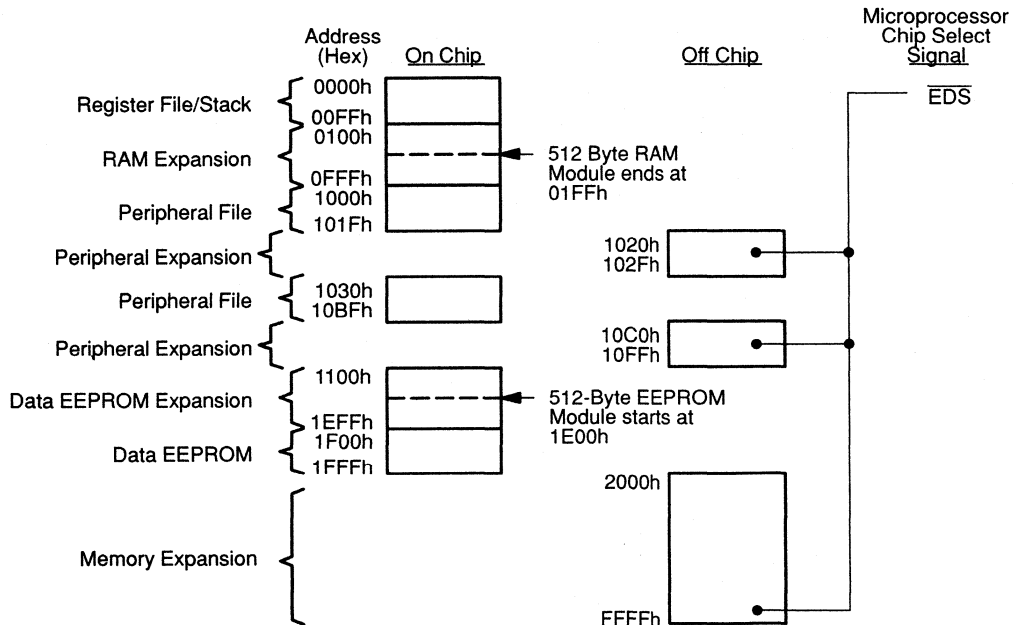 Microprocessor
Chip Select
Signal
Address
(Hex)
On Chip
Off Chip
EDS
Register File/Stack
0000h
00FFh
RAM Expansion
0100h
0FFFh
512 Byte RAM
Module ends at
01FFh
Peripheral File
1000h
101Fh
Peripheral Expansion
1020h
102Fh
Peripheral File
1030h
10BFh
Peripheral Expansion
10C0h
10FFh
Data EEPROM Expansion
1100h
1EFFh
512-Byte EEPROM
Module starts at
1E00h
Data EEPROM
1F00h
1FFFh
Memory Expansion
2000h
FFFFh